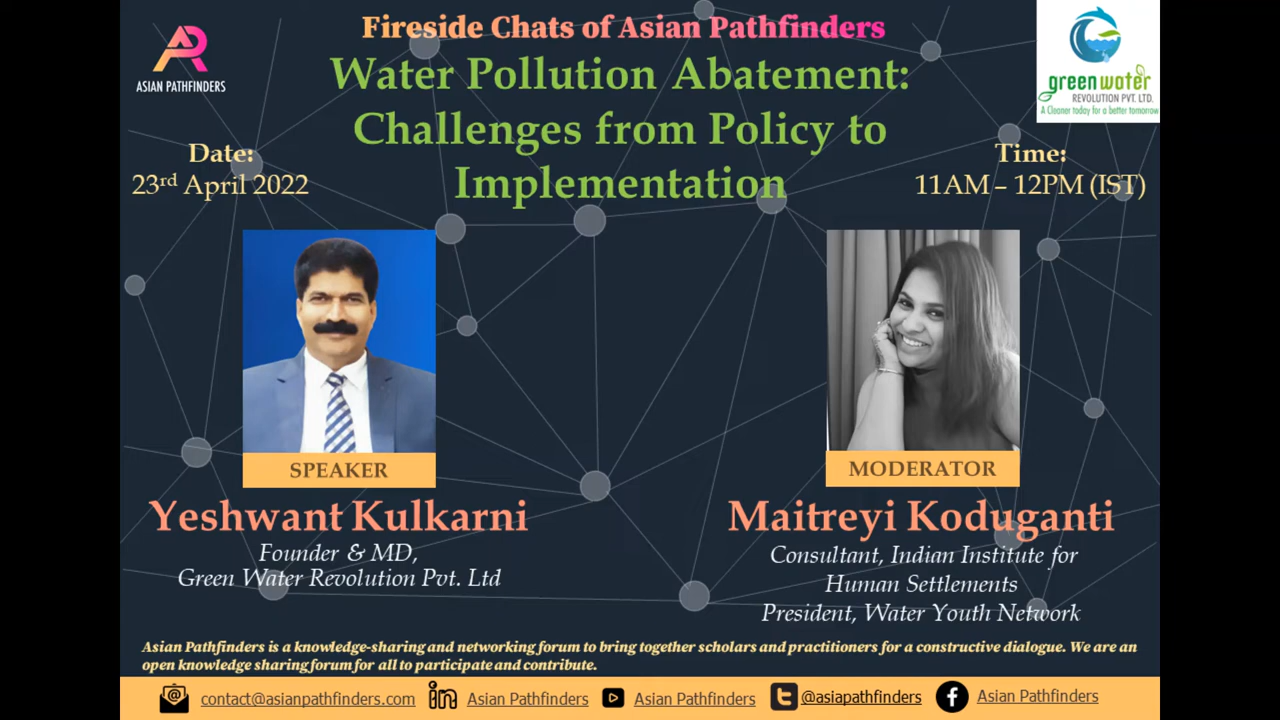 Fireside Chats of Asian Pathfinders
ASIAN PATHFINDERS
Water Pollution Abatement:
Challenges from Policy to
Implementation
green water
REVOLUTION PVT. LTD.
A Cleaner today for a better tomorrow
Date:
23rd April 2022
Time:
11AM – 12PM (IST)
SPEAKER
Yeshwant Kulkarni
Founder & MD,
Green Water Revolution Pvt. Ltd
MODERATOR
Maitreyi Koduganti
Consultant, Indian Institute for
Human Settlements
President, Water Youth Network
Asian Pathfinders is a knowledge-sharing and networking forum to bring together scholars and practitioners for a constructive dialogue. We are an
open knowledge sharing forum for all to participate and contribute.
contact@asianpathfinders.com Asian Pathfinders Asian Pathfinders @asiapathfinders Asian Pathfinders